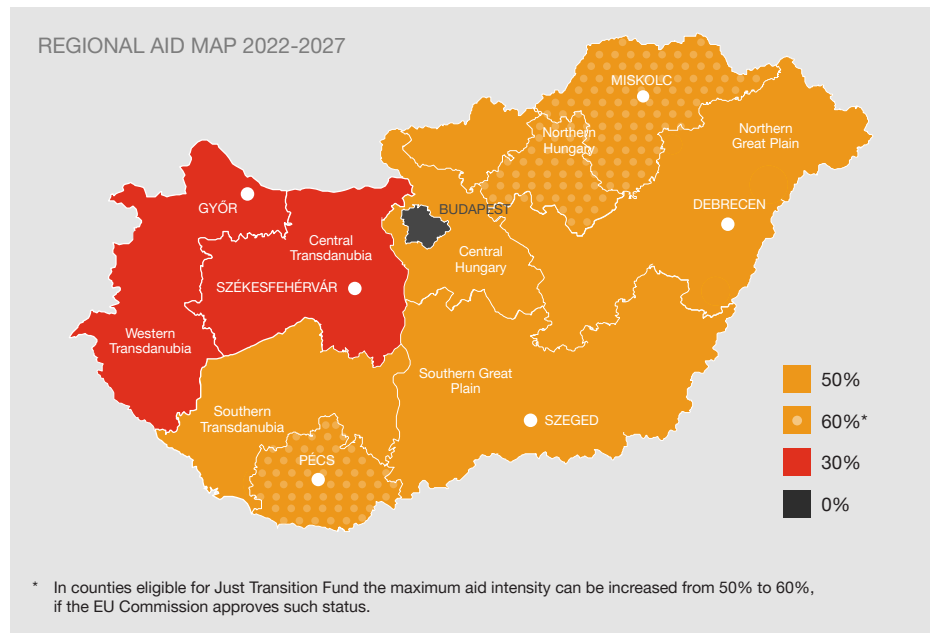 REGIONAL AID MAP 2022-2027
MISKOLC
Northern
Hungary
Northern
Great Plain
GYŐR
BUDAPEST
DEBRECEN
Central
Transdanubia
Central
Hungary
SZÉKESFEHÉRVÁR
Western
Transdanubia
Southern Great
Plain
50%
Southern
Transdanubia
SZEGED
60%*
PÉCS
30%
0%
* In counties eligible for Just Transition Fund the maximum aid intensity can be increased from 50% to 60%,
if the EU Commission approves such status.